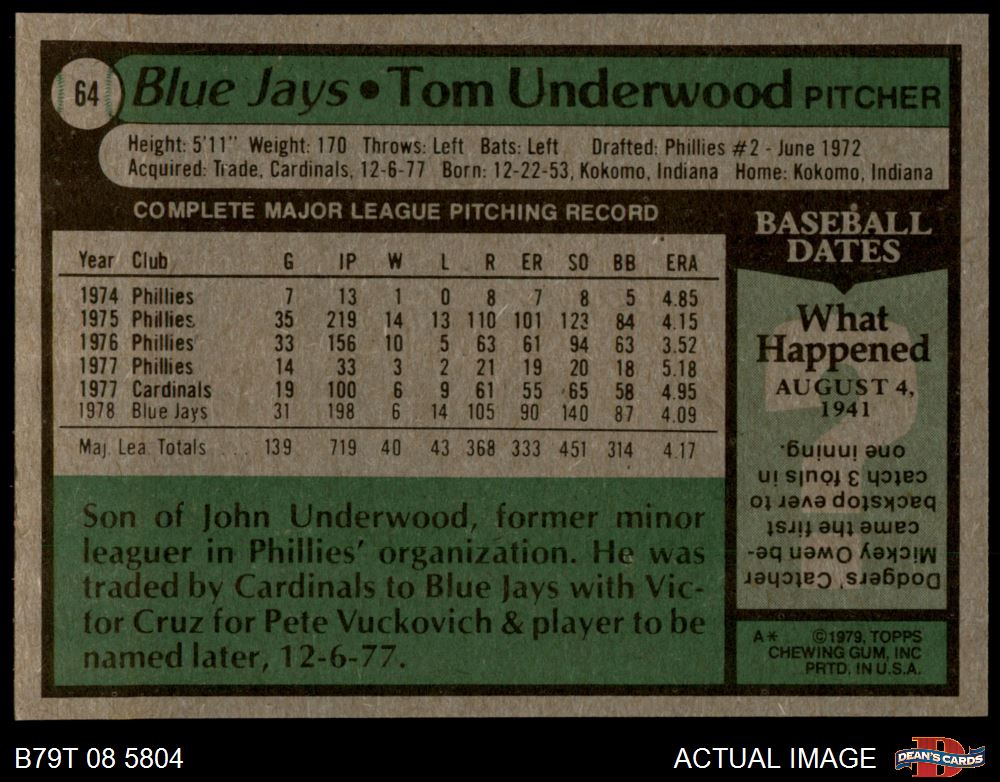 64
Blue Jays • Tom Underwood PITCHER
Height: 5'11" Weight: 170 Throws: Left Bats: Left Drafted: Phillies #2 - June 1972
Acquired: Trade, Cardinals, 12-6-77 Born: 12-22-53, Kokomo, Indiana Home: Kokomo, Indiana
COMPLETE MAJOR LEAGUE PITCHING RECORD
Year Club G IP W L R ER SO BB ERA
1974 Phillies 7 13 1 0 8 7 8 5 4.85
1975 Phillies 35 219 14 13 110 101 123 84 4.15
1976 Phillies 33 156 10 5 63 61 94 63 3.52
1977 Phillies 14 33 3 2 21 19 20 18 5.18
1977 Cardinals 19 100 6 9 61 55 65 58 4.95
1978 Blue Jays 31 198 6 14 105 90 140 87 4.09
Maj. Lea. Totals 139 719 40 43 368 333 451 314 4.17
Son of John Underwood, former minor
leaguer in Phillies' organization. He was
traded by Cardinals to Blue Jays with Vic-
tor Cruz for Pete Vuckovich & player to be
named later, 12-6-77.
BASEBALL
DATES
What
Happened
AUGUST 4,
1941
Dodgers' Catcher
Mickey Owen be-
came the first
backstop ever to
catch 3 fouls in
one inning.
A* ©1979, TOPPS
CHEWING GUM, INC
PRTD. IN U.S.A.
B79T 08 5804
ACTUAL IMAGE
D
DEAN'S CARDS